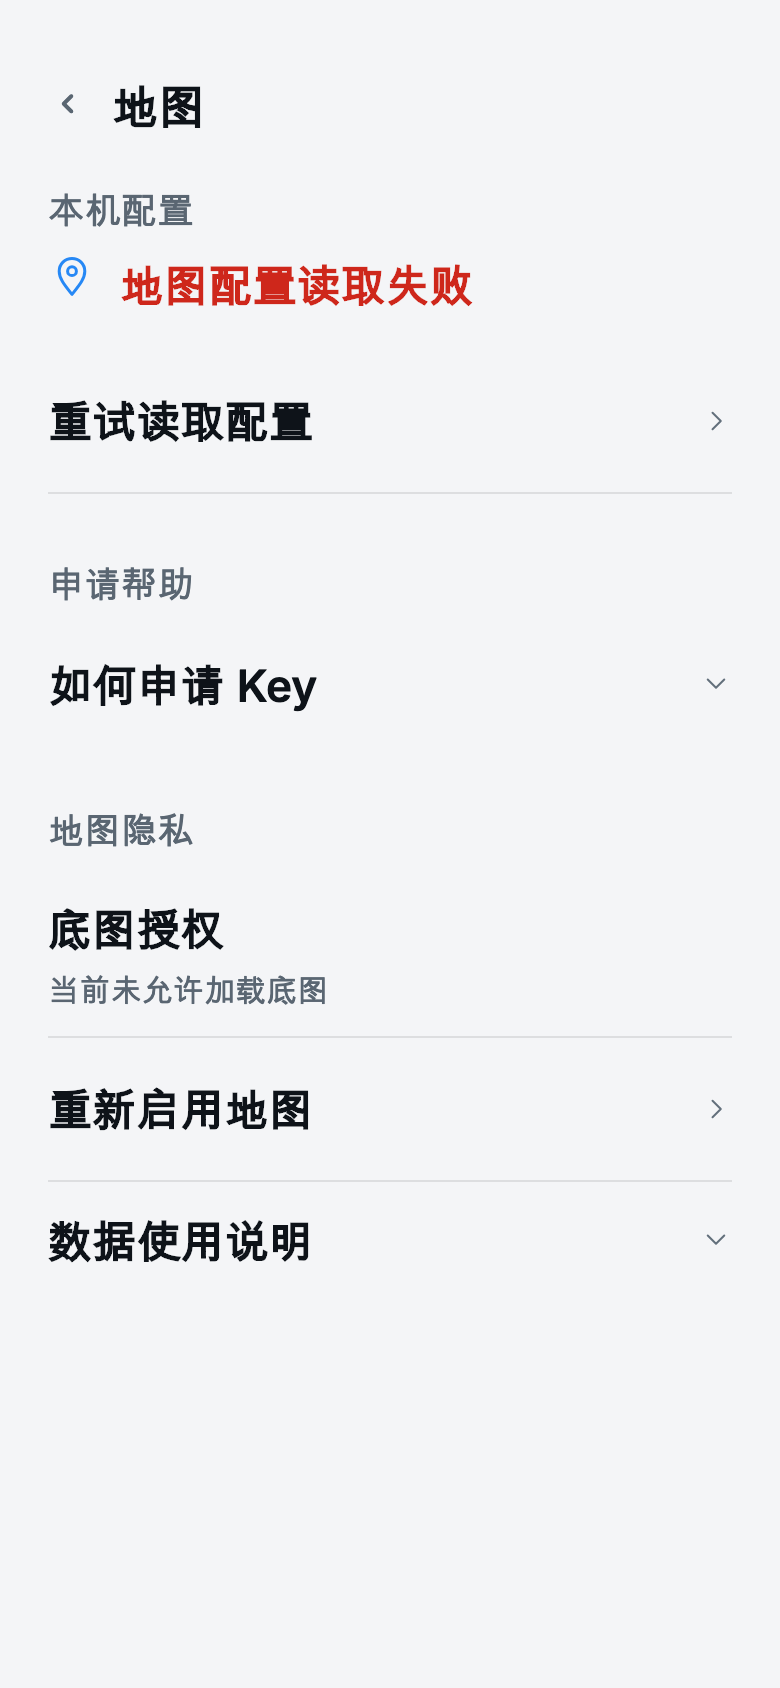 地图
本机配置
地图配置读取失败
重试读取配置
申请帮助
如何申请 Key
地图隐私
底图授权
当前未允许加载底图
重新启用地图
数据使用说明